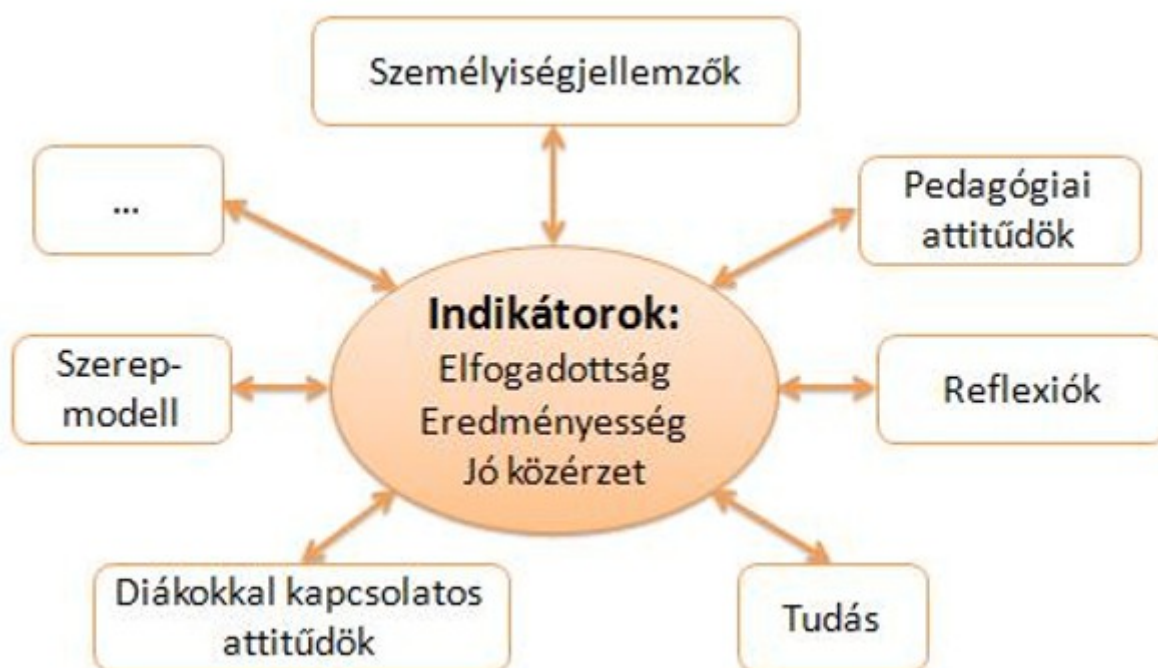 Személyiségjellemzők
...
Pedagógiai
attitűdök
Indikátorok:
Elfogadottság
Eredményesség
Jó közérzet
Szerep-
modell
Reflexiók
Diákokkal kapcsolatos
attitűdök
Tudás